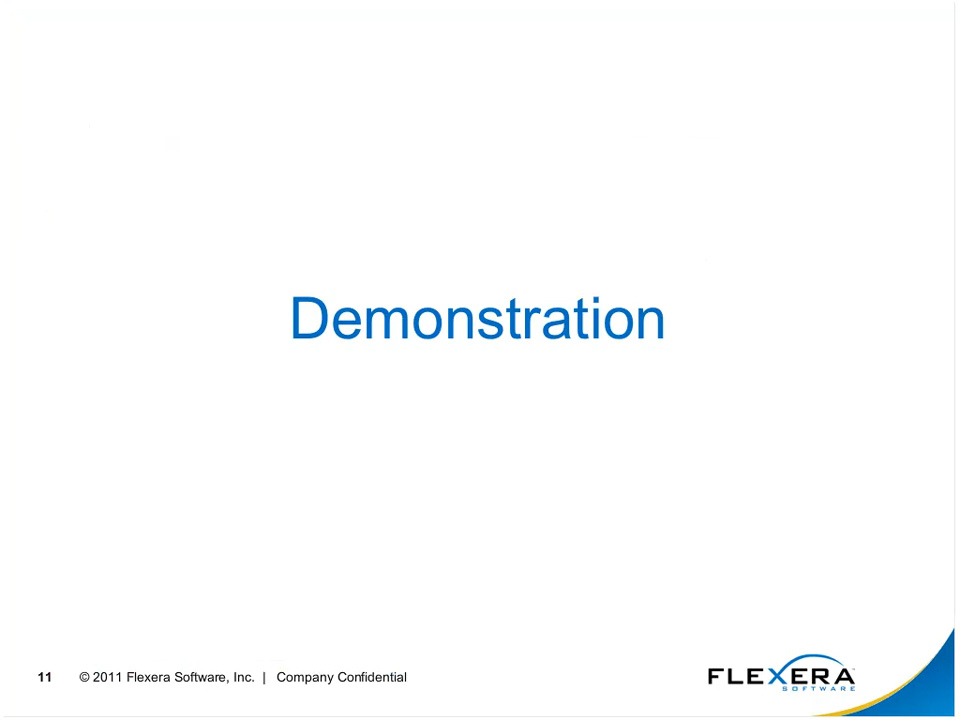 Demonstration
11 © 2011 Flexera Software, Inc. | Company Confidential
FLEXERA
SOFTWARE